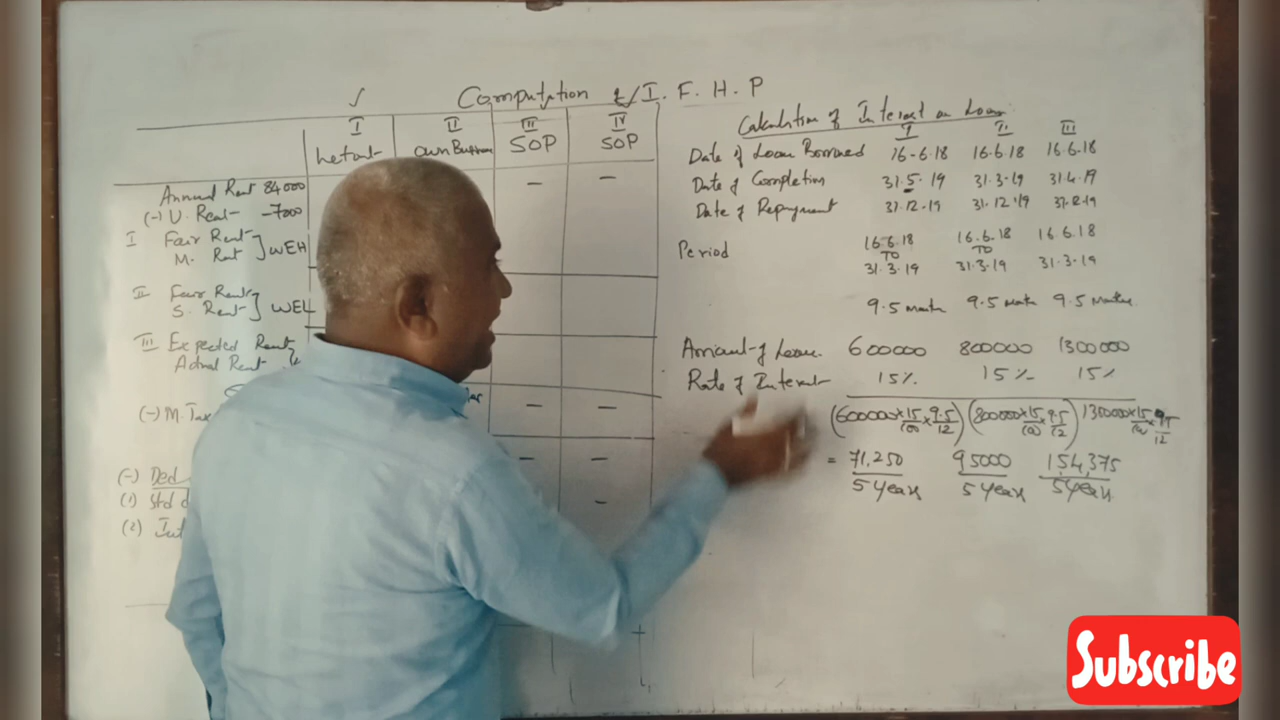 Computation of I. F. H. P
I II III IV
Letout own Business SOP SOP
Annual Rent 84000 — —
(-) U. Rent -7000
I Fair Rent
M. Rent ] WEH
II Fair Rent
S. Rent ] WEL
III Expected Rent
Actual Rent
(-) M. Tax — —
— —
(-) Ded
(1) Std d —
(2) Int
Calculation of Interest on Loan
I II III
Date of Loan Borrowed 16-6.18 16.6.18 16.6.18
Date of Completion 31.5.19 31.3.19 31.4.19
Date of Repayment 31.12.19 31.12.19 31.12.19
Period 16.6.18 16.6.18 16.6.18
TO TO
31.3.19 31.3.19 31.3.19
9.5 Month 9.5 Month 9.5 Months
Amount of Loan. 600000 800000 1300000
Rate of Interest 15% 15% 15%
(600000 × 15/100 × 9.5/12) (800000 × 15/100 × 9.5/12) 1300000 × 15/100 × 9.5/12
= 71,250 95000 154,375
5 Years 5 Years 5 Years
Subscribe